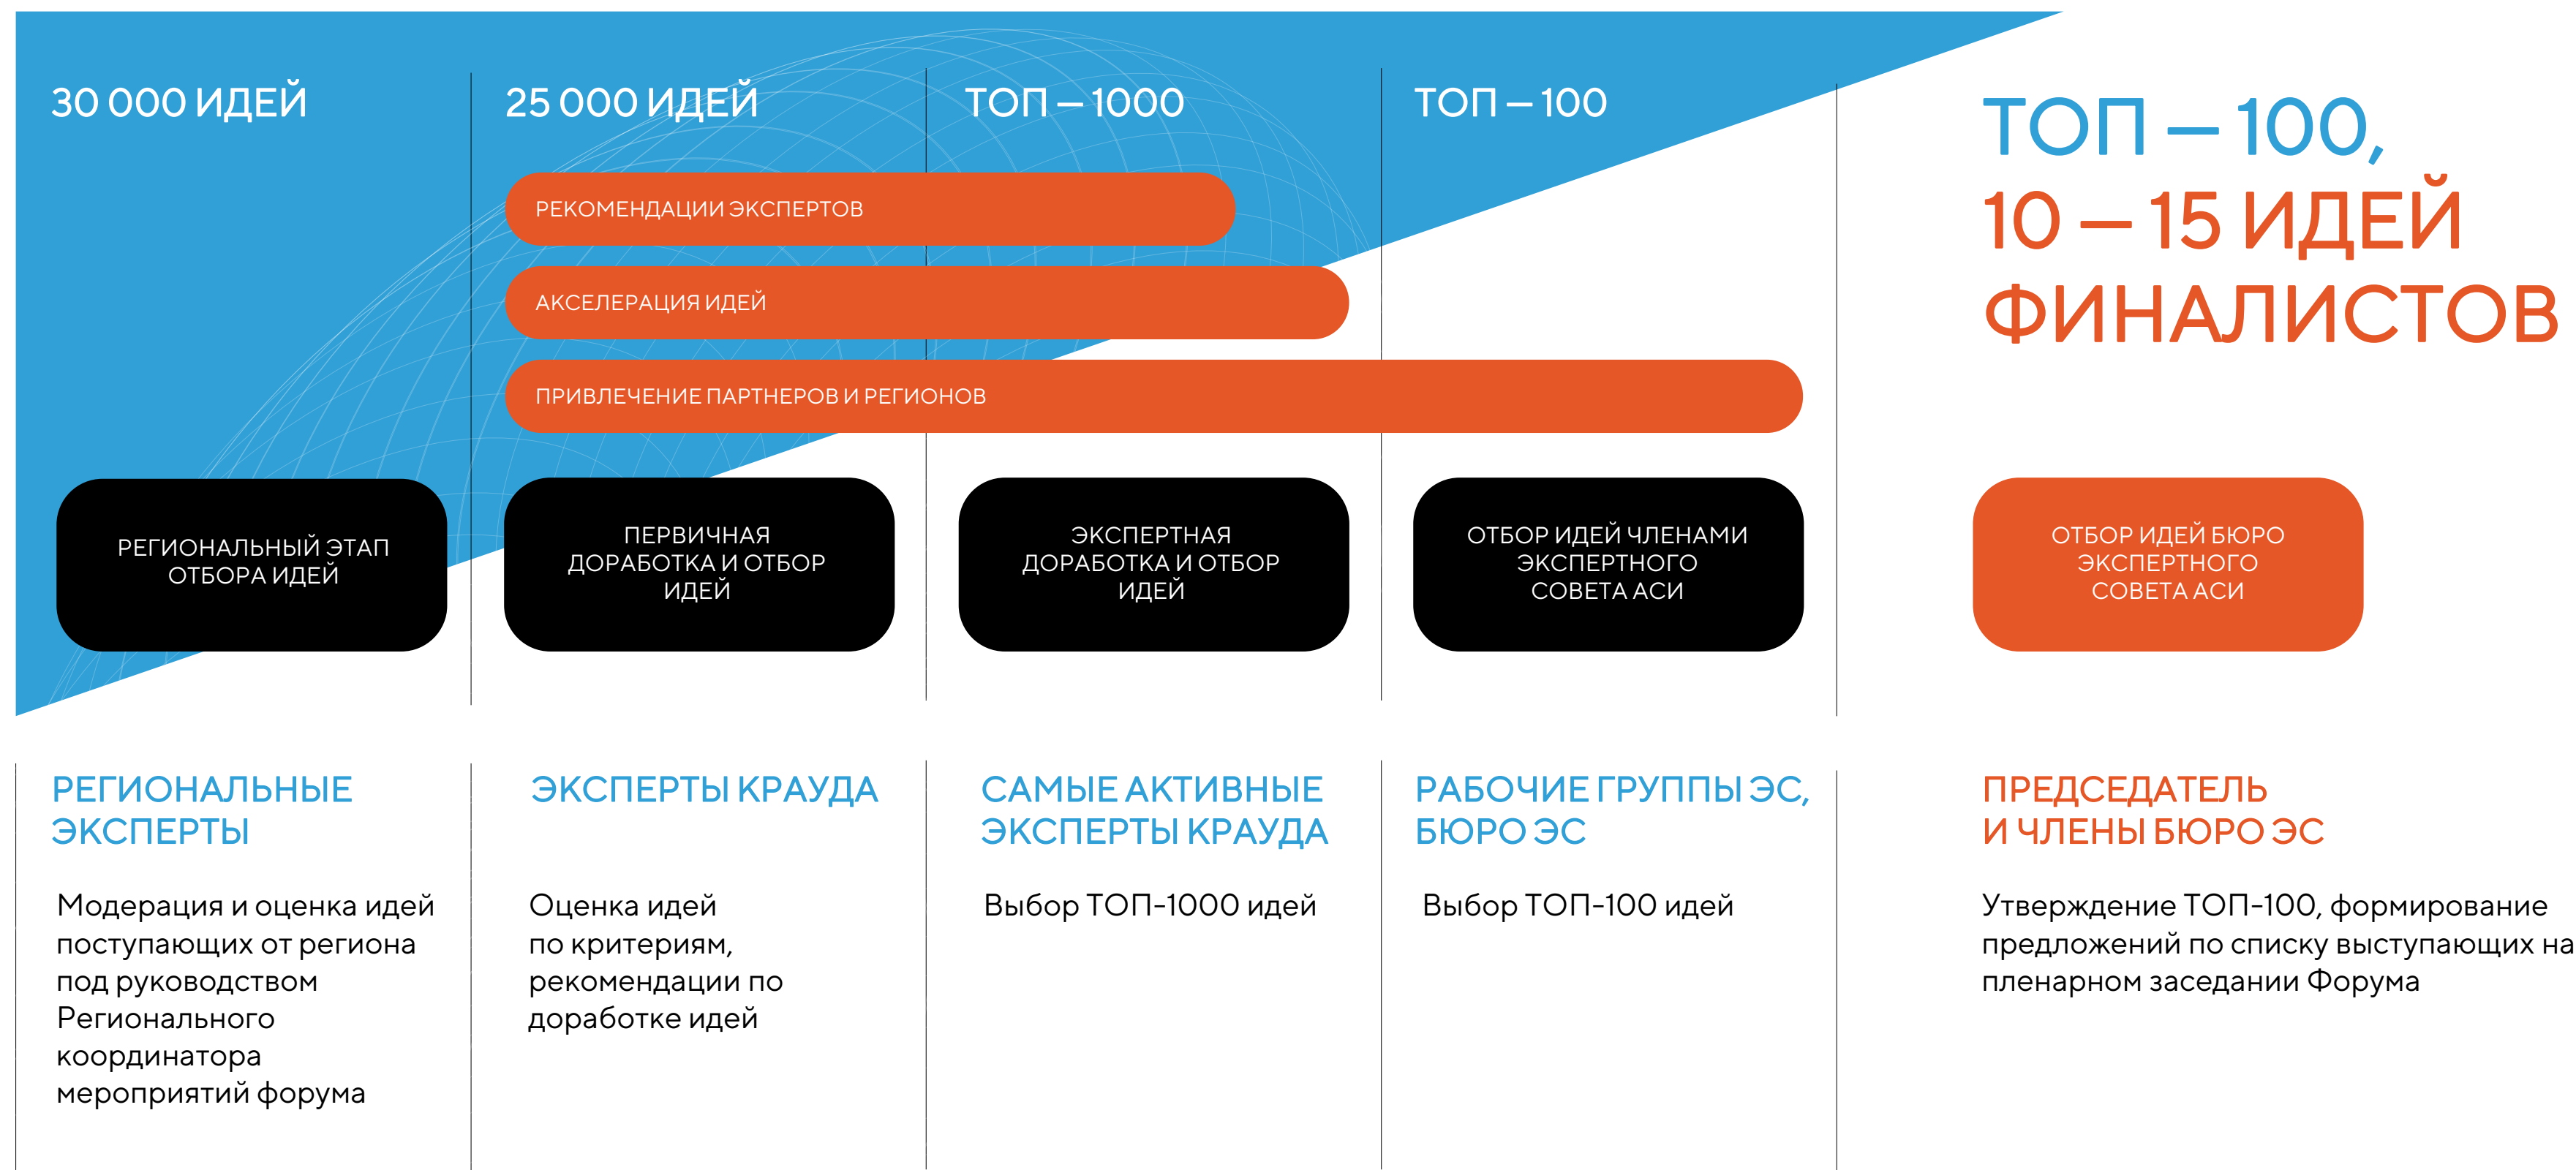 30 000 ИДЕЙ
25 000 ИДЕЙ
ТОП — 1000
ТОП — 100
ТОП — 100,
10 — 15 ИДЕЙ
ФИНАЛИСТОВ
РЕКОМЕНДАЦИИ ЭКСПЕРТОВ
АКСЕЛЕРАЦИЯ ИДЕЙ
ПРИВЛЕЧЕНИЕ ПАРТНЕРОВ И РЕГИОНОВ
РЕГИОНАЛЬНЫЙ ЭТАП
ОТБОРА ИДЕЙ
ПЕРВИЧНАЯ
ДОРАБОТКА И ОТБОР
ИДЕЙ
ЭКСПЕРТНАЯ
ДОРАБОТКА И ОТБОР
ИДЕЙ
ОТБОР ИДЕЙ ЧЛЕНАМИ
ЭКСПЕРТНОГО
СОВЕТА АСИ
ОТБОР ИДЕЙ БЮРО
ЭКСПЕРТНОГО
СОВЕТА АСИ
РЕГИОНАЛЬНЫЕ
ЭКСПЕРТЫ
Модерация и оценка идей
поступающих от региона
под руководством
Регионального
координатора
мероприятий форума
ЭКСПЕРТЫ КРАУДА
Оценка идей
по критериям,
рекомендации по
доработке идей
САМЫЕ АКТИВНЫЕ
ЭКСПЕРТЫ КРАУДА
Выбор ТОП-1000 идей
РАБОЧИЕ ГРУППЫ ЭС,
БЮРО ЭС
Выбор ТОП-100 идей
ПРЕДСЕДАТЕЛЬ
И ЧЛЕНЫ БЮРО ЭС
Утверждение ТОП-100, формирование
предложений по списку выступающих на
пленарном заседании Форума